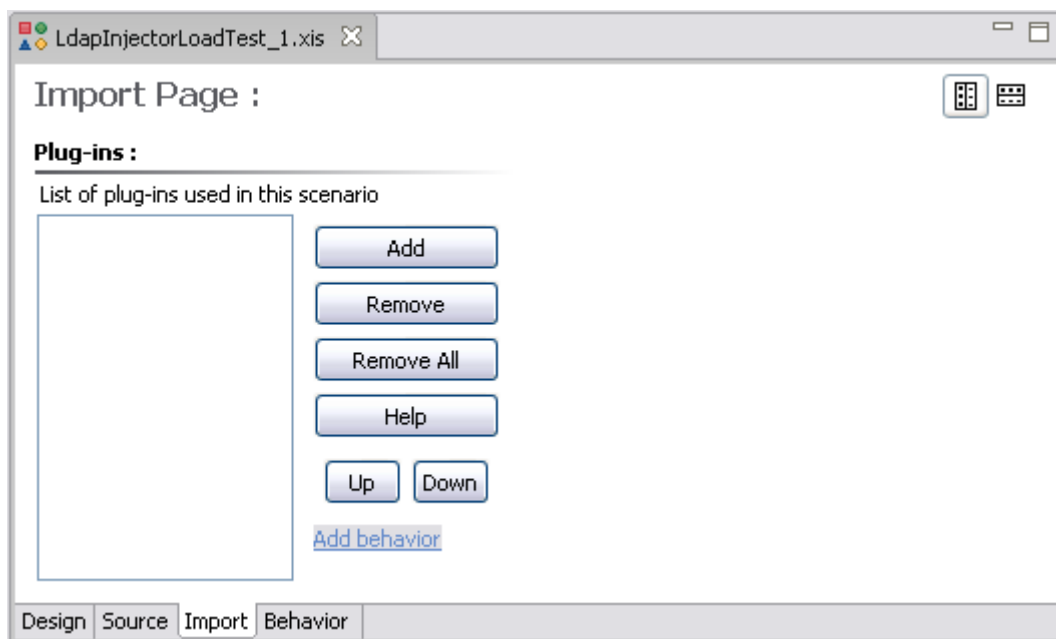 LdapInjectorLoadTest_1.xis
Import Page :
Plug-ins :
List of plug-ins used in this scenario
Add
Remove
Remove All
Help
Up Down
Add behavior
Design Source Import Behavior